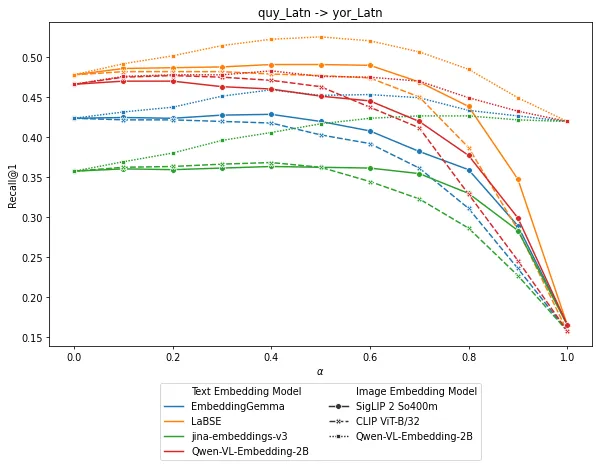 quy_Latn -> yor_Latn
Recall@1
0.50
0.45
0.40
0.35
0.30
0.25
0.20
0.15
0.0
0.2
0.4
0.6
0.8
1.0
α
Text Embedding Model
EmbeddingGemma
LaBSE
jina-embeddings-v3
Qwen-VL-Embedding-2B
Image Embedding Model
SigLIP 2 So400m
CLIP ViT-B/32
Qwen-VL-Embedding-2B